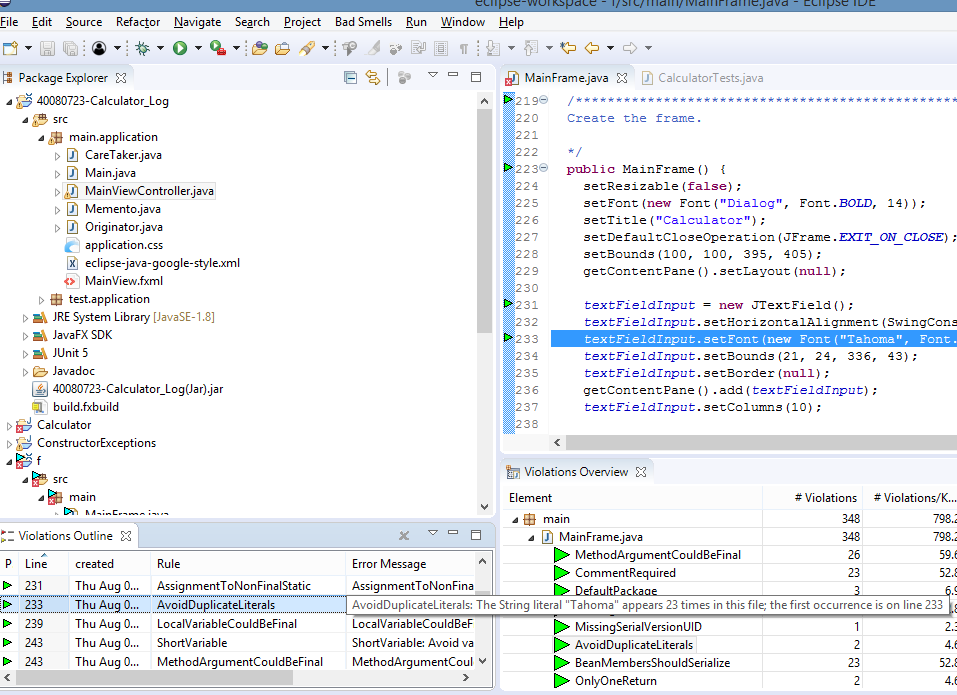 eclipse-workspace - f/src/main/MainFrame.java - Eclipse IDE
File Edit Source Refactor Navigate Search Project Bad Smells Run Window Help
Package Explorer
40080723-Calculator_Log
src
main.application
CareTaker.java
Main.java
MainViewController.java
Memento.java
Originator.java
application.css
eclipse-java-google-style.xml
MainView.fxml
test.application
JRE System Library [JavaSE-1.8]
JavaFX SDK
JUnit 5
Javadoc
40080723-Calculator_Log(Jar).jar
build.fxbuild
Calculator
ConstructorExceptions
f
src
main
MainFrame.java
MainFrame.java CalculatorTests.java
219 /************************************************
220 Create the frame.
221
222 */
223 public MainFrame() {
224 setResizable(false);
225 setFont(new Font("Dialog", Font.BOLD, 14));
226 setTitle("Calculator");
227 setDefaultCloseOperation(JFrame.EXIT_ON_CLOSE);
228 setBounds(100, 100, 395, 405);
229 getContentPane().setLayout(null);
230
231 textFieldInput = new JTextField();
232 textFieldInput.setHorizontalAlignment(SwingCons
233 textFieldInput.setFont(new Font("Tahoma", Font.
234 textFieldInput.setBounds(21, 24, 336, 43);
235 textFieldInput.setBorder(null);
236 getContentPane().add(textFieldInput);
237 textFieldInput.setColumns(10);
238
Violations Outline
P Line created Rule Error Message
231 Thu Aug 0... AssignmentToNonFinalStatic AssignmentToNonFina
233 Thu Aug 0... AvoidDuplicateLiterals
AvoidDuplicateLiterals: The String literal "Tahoma" appears 23 times in this file; the first occurrence is on line 233
239 Thu Aug 0... LocalVariableCouldBeFinal LocalVariableCouldBeF
243 Thu Aug 0... ShortVariable ShortVariable: Avoid va
243 Thu Aug 0... MethodArgumentCouldBeFinal MethodArgumentCoul
Violations Overview
Element # Violations # Violations/K...
main 348 798.2
MainFrame.java 348 798.2
MethodArgumentCouldBeFinal 26 59.6
CommentRequired 23 52.8
DefaultPackage 3 6.9
MissingSerialVersionUID 1 2.3
AvoidDuplicateLiterals 2 4.6
BeanMembersShouldSerialize 23 52.8
OnlyOneReturn 2 4.6